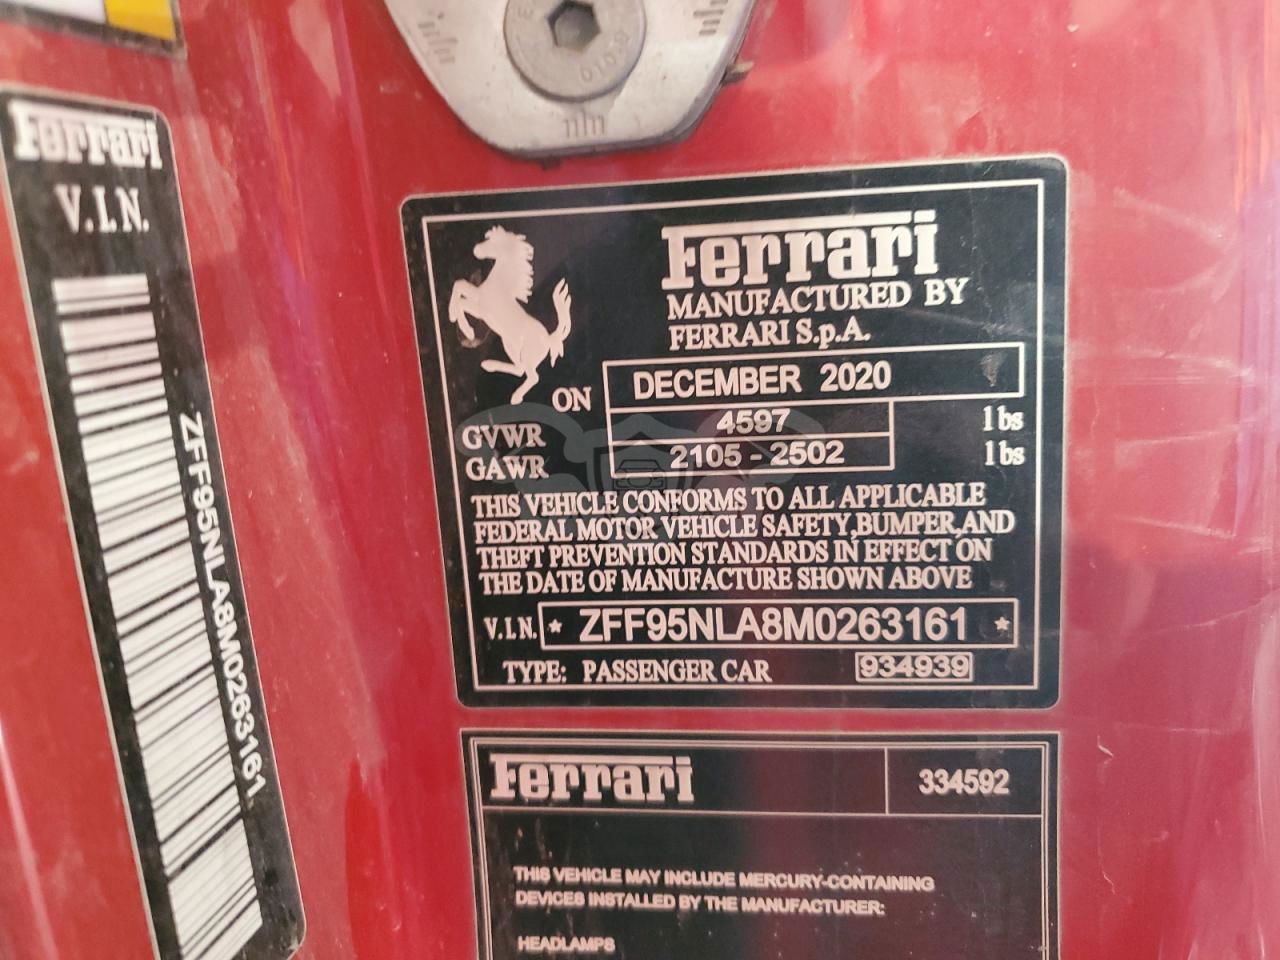 Ferrari
V.I.N.
ZFF95NLA8M0263161
Ferrari
MANUFACTURED BY
FERRARI S.p.A.
ON DECEMBER 2020
GVWR 4597 lbs
GAWR 2105 - 2502 lbs
THIS VEHICLE CONFORMS TO ALL APPLICABLE
FEDERAL MOTOR VEHICLE SAFETY,BUMPER,AND
THEFT PREVENTION STANDARDS IN EFFECT ON
THE DATE OF MANUFACTURE SHOWN ABOVE
V.I.N. * ZFF95NLA8M0263161 *
TYPE: PASSENGER CAR 934939
Ferrari 334592
THIS VEHICLE MAY INCLUDE MERCURY-CONTAINING
DEVICES INSTALLED BY THE MANUFACTURER:
HEADLAMPS